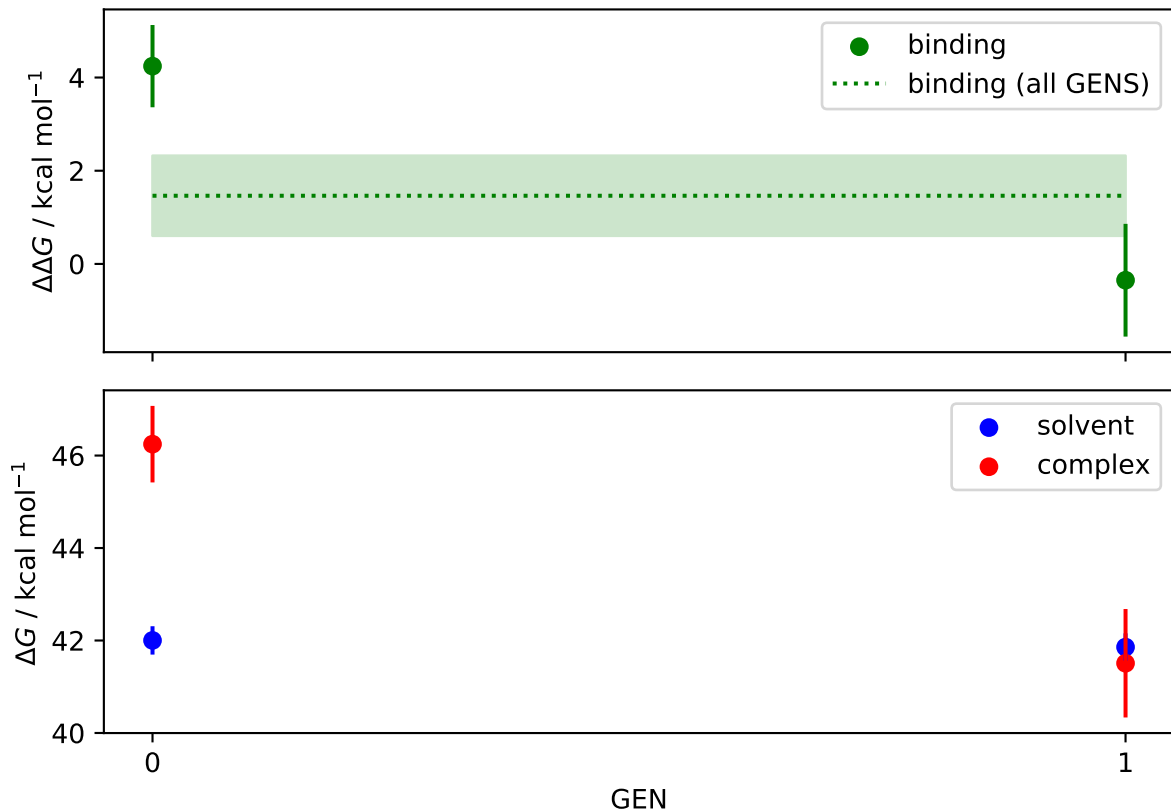 binding
binding (all GENS)
4
2
0
ΔΔG / kcal mol⁻¹
solvent
complex
46
44
42
40
ΔG / kcal mol⁻¹
0
1
GEN